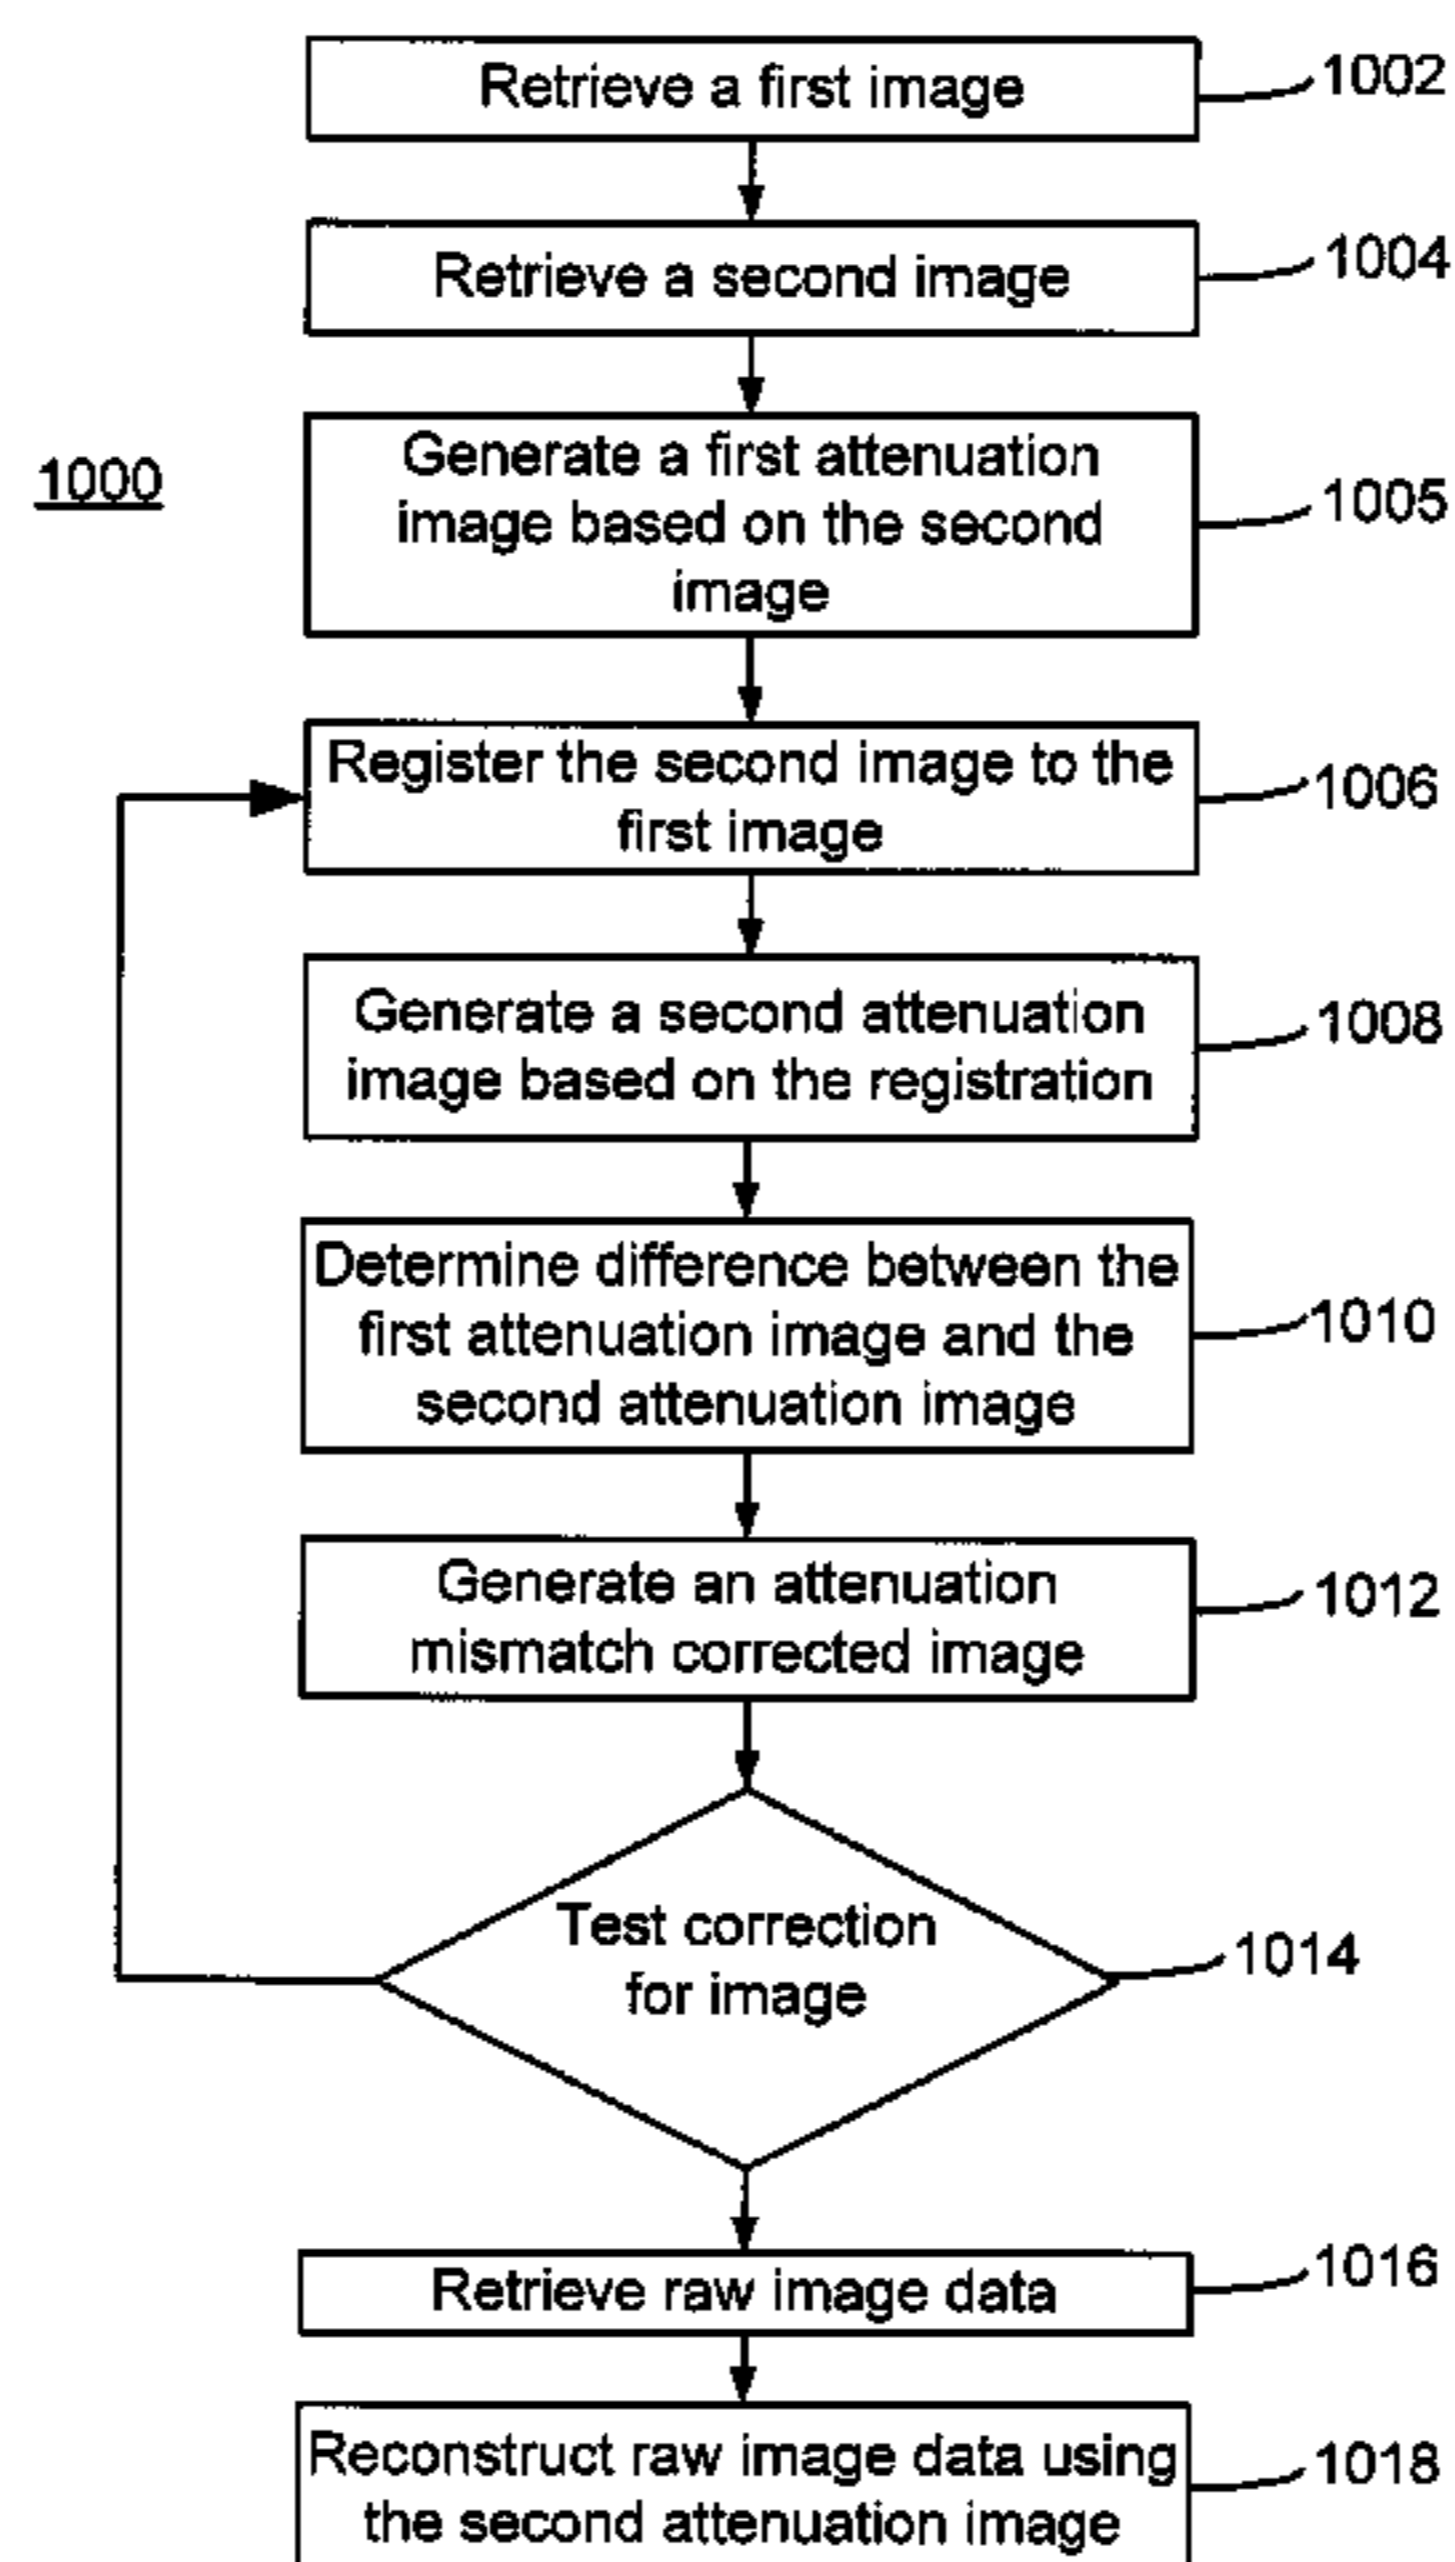 Retrieve a first image
1002
Retrieve a second image
1004
1000
Generate a first attenuation
image based on the second
image
1005
Register the second image to the
first image
1006
Generate a second attenuation
image based on the registration
1008
Determine difference between the
first attenuation image and the
second attenuation image
1010
Generate an attenuation
mismatch corrected image
1012
Test correction
for image
1014
Retrieve raw image data
1016
Reconstruct raw image data using
the second attenuation image
1018